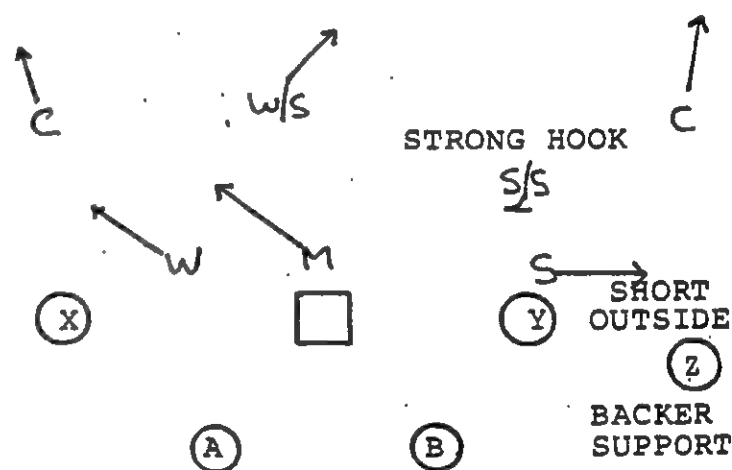 C
W/S
C
STRONG HOOK
S/S
W
M
S
SHORT
OUTSIDE
X
Y
Z
BACKER
SUPPORT
A
B